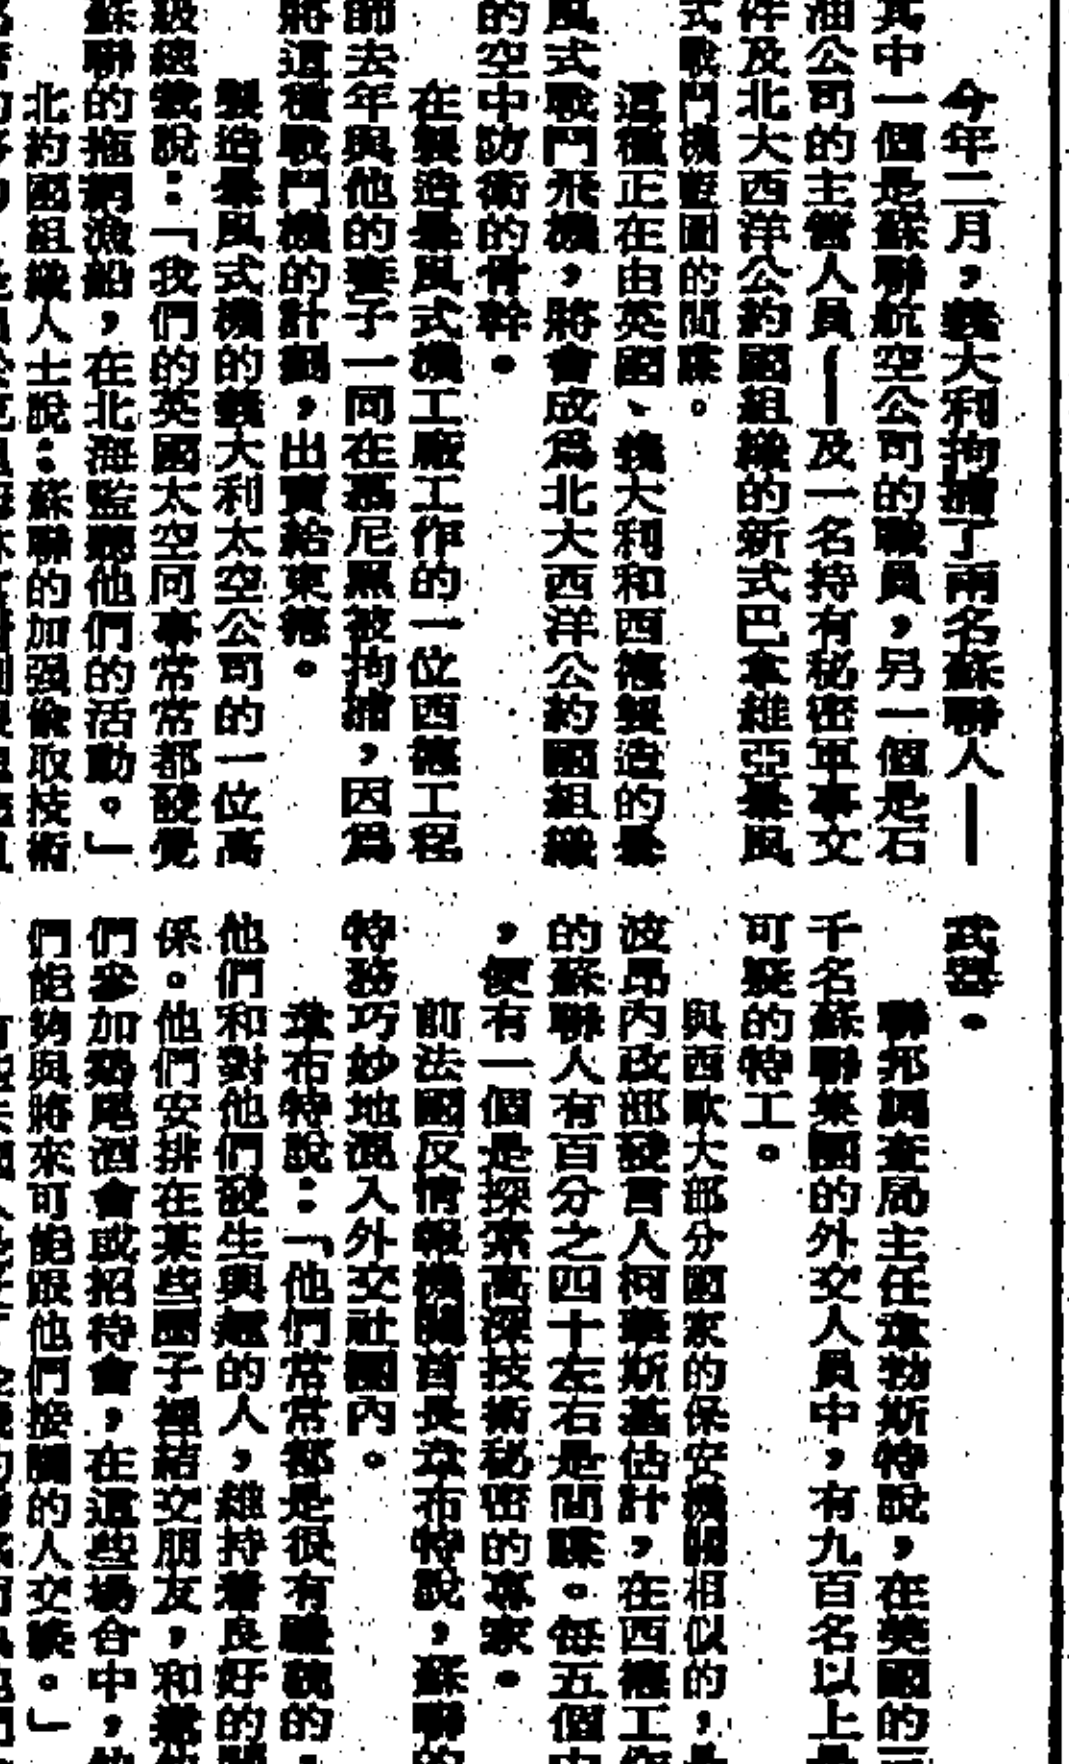 今年二月，義大利拘捕了兩名蘇聯人——
其中一個是蘇聯航空公司的職員，另一個是石
油公司的主管人員——及一名持有秘密軍事文
件及北大西洋公約國組織的新式巴拿維亞暴風
式戰鬥機藍圖的間諜。
這種正在由英國、義大利和西德製造的暴
風式戰鬥飛機，將會成爲北大西洋公約國組織
的空中防衛的骨幹。
在製造暴風式機工廠工作的一位西德工程
師去年與他的妻子一同在慕尼黑被拘捕，因爲
將這種戰鬥機的計劃，出賣給東德。
製造暴風式機的義大利太空公司的一位高
級總裁說：「我們的英國太空同事常常都發覺
蘇聯的拖網漁船，在北海監聽他們的活動。」
北約國組織人士說：蘇聯的加强偸取技術
武器。
聯邦調查局主任韋勃斯特說，在美國的
千名蘇聯集團的外交人員中，有九百名以上
可疑的特工。
與西歐大部分國家的保安機關相似的，
波昂內政部發言人柯華斯基估計，在西德工作
的蘇聯人有百分之四十左右是間諜。每五個
，便有一個是探索高深技術秘密的專家。
前法國反情報機關首長韋布特說，蘇聯的
特務巧妙地混入外交社團內。
韋布特說：「他們常常都是很有禮貌的，
他們和對他們發生興趣的人，維持着良好的關
係。他們安排在某些圈子裡結交朋友，和
們參加鷄尾酒會或招待會，在這些場合中，
們能夠與將來可能跟他們接觸的人交談。」